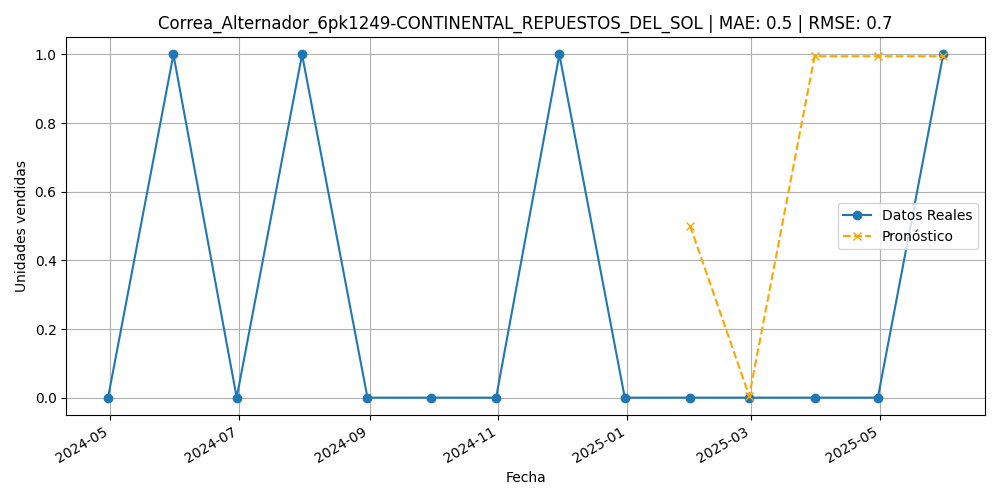 Correa_Alternador_6pk1249-CONTINENTAL_REPUESTOS_DEL_SOL | MAE: 0.5 | RMSE: 0.7
Unidades vendidas
1.0
0.8
0.6
0.4
0.2
0.0
Datos Reales
Pronóstico
2024-05
2024-07
2024-09
2024-11
2025-01
2025-03
2025-05
Fecha